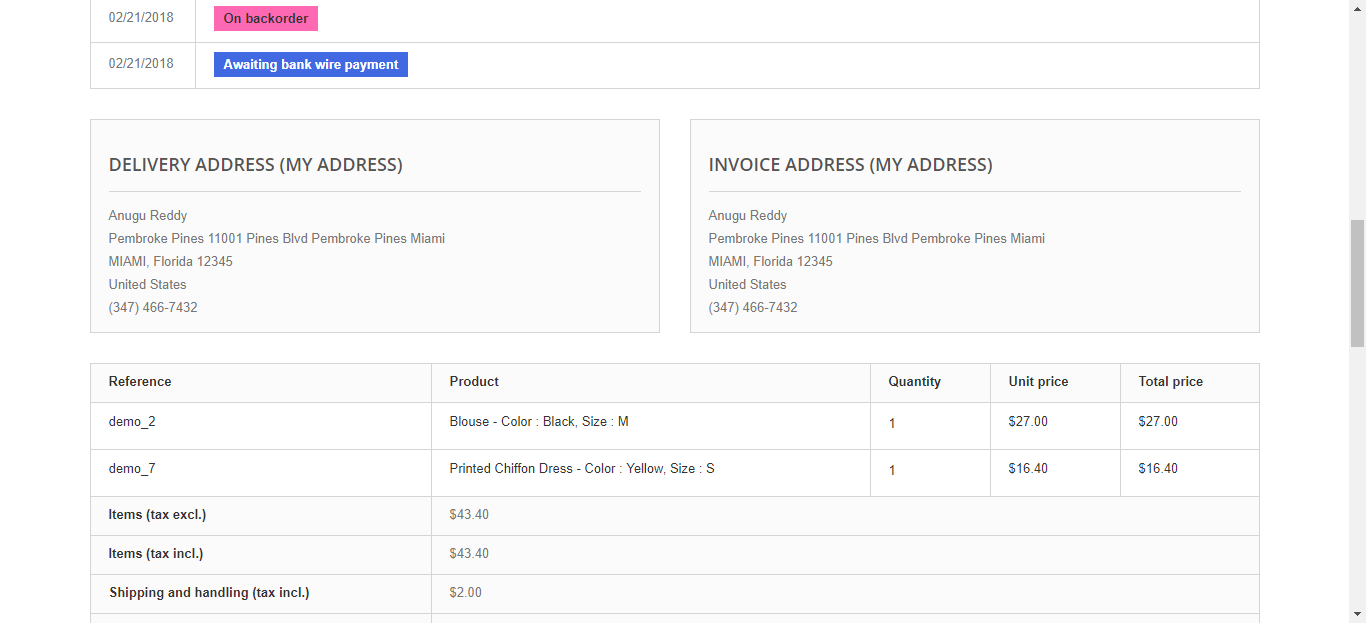 02/21/2018 On backorder
02/21/2018 Awaiting bank wire payment
DELIVERY ADDRESS (MY ADDRESS)
Anugu Reddy
Pembroke Pines 11001 Pines Blvd Pembroke Pines Miami
MIAMI, Florida 12345
United States
(347) 466-7432
INVOICE ADDRESS (MY ADDRESS)
Anugu Reddy
Pembroke Pines 11001 Pines Blvd Pembroke Pines Miami
MIAMI, Florida 12345
United States
(347) 466-7432
Reference Product Quantity Unit price Total price
demo_2 Blouse - Color : Black, Size : M 1 $27.00 $27.00
demo_7 Printed Chiffon Dress - Color : Yellow, Size : S 1 $16.40 $16.40
Items (tax excl.) $43.40
Items (tax incl.) $43.40
Shipping and handling (tax incl.) $2.00